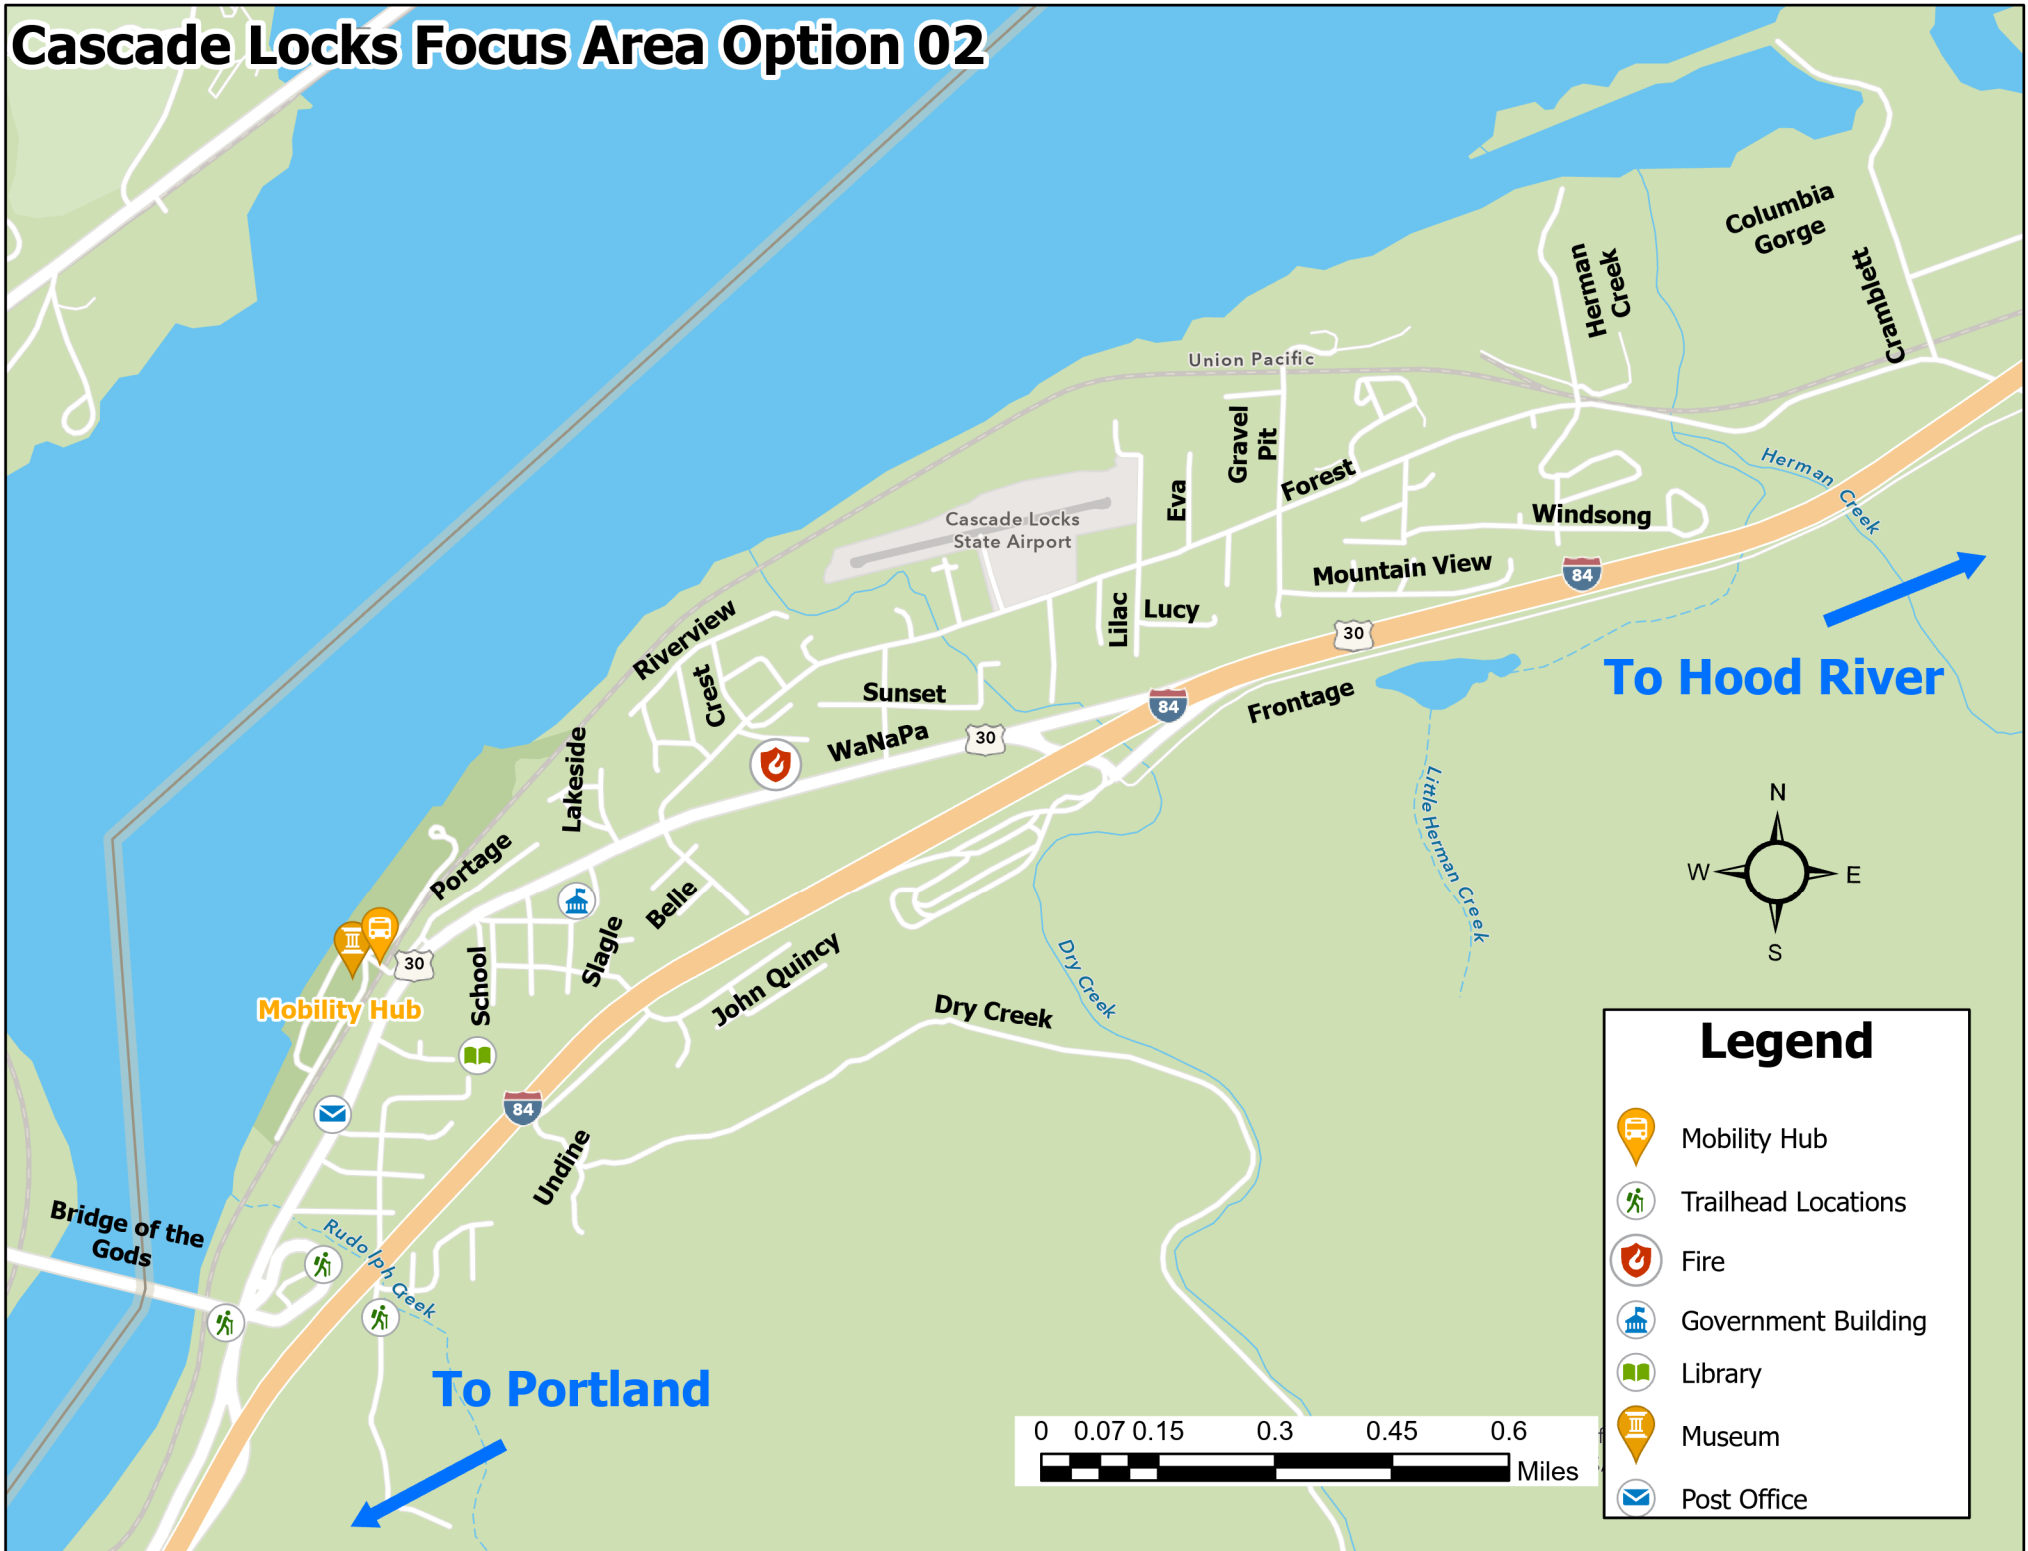 Cascade Locks Focus Area Option 02
Columbia
Gorge
Herman
Creek
Cramblett
Union Pacific
Gravel
Pit
Eva
Forest
Herman Creek
Cascade Locks
State Airport
Windsong
Mountain View
84
Lilac
Lucy
30
Riverview
To Hood River
Crest
Sunset
84
Frontage
WaNaPa
30
Lakeside
Little Herman Creek
N
W
E
S
Portage
Belle
Slagle
School
30
John Quincy
Dry Creek
Dry Creek
Mobility Hub
84
Undine
Bridge of the
Gods
Rudolph Creek
To Portland
0 0.07 0.15 0.3 0.45 0.6
Miles
Legend
Mobility Hub
Trailhead Locations
Fire
Government Building
Library
Museum
Post Office